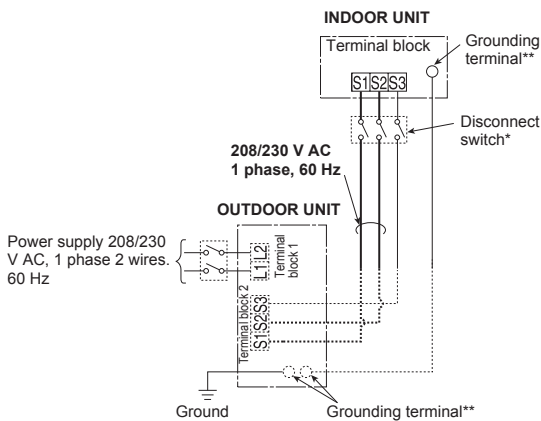 INDOOR UNIT
Terminal block
Grounding
terminal**
S1 S2 S3
Disconnect
switch*
208/230 V AC
1 phase, 60 Hz
OUTDOOR UNIT
Power supply 208/230
V AC, 1 phase 2 wires.
60 Hz
L1 L2
Terminal
block 1
Terminal block 2
S1 S2 S3
Ground
Grounding terminal**